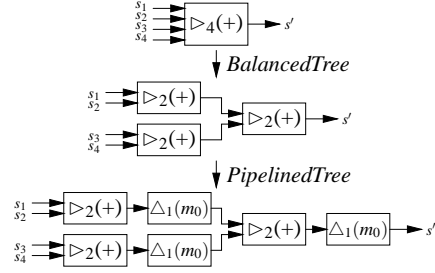 s₁
s₂
s₃
s₄
▷₄(+)
s′
BalancedTree
s₁
s₂
▷₂(+)
s₃
s₄
▷₂(+)
▷₂(+)
s′
PipelinedTree
s₁
s₂
▷₂(+)
△₁(m₀)
s₃
s₄
▷₂(+)
△₁(m₀)
▷₂(+)
△₁(m₀)
s′